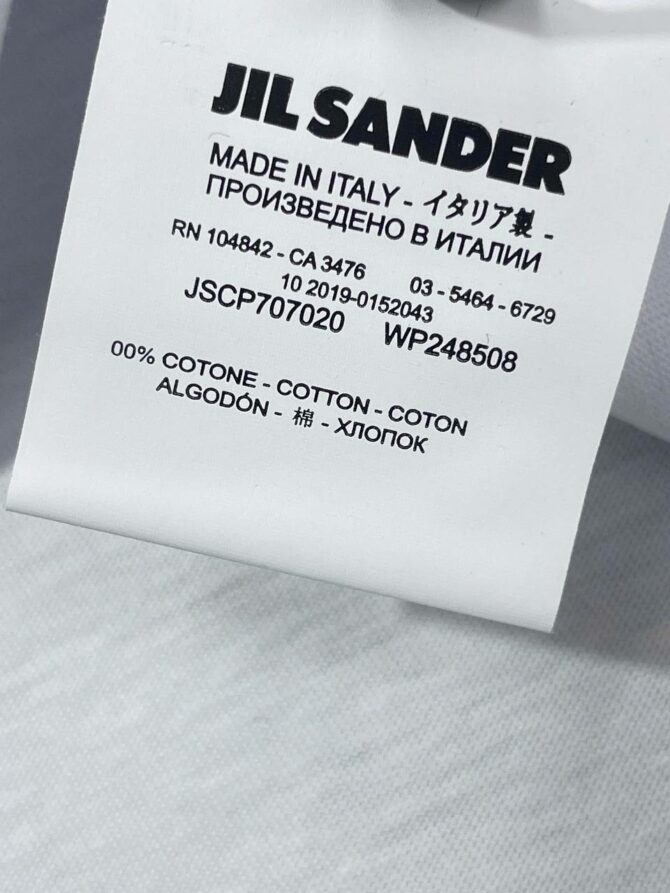 JIL SANDER
MADE IN ITALY - イタリア製 -
ПРОИЗВЕДЕНО В ИТАЛИИ
RN 104842 - CA 3476 03 - 5464 - 6729
10 2019-0152043
JSCP707020 WP248508
00% COTONE - COTTON - COTON
ALGODÓN - 棉 - ХЛОПОК